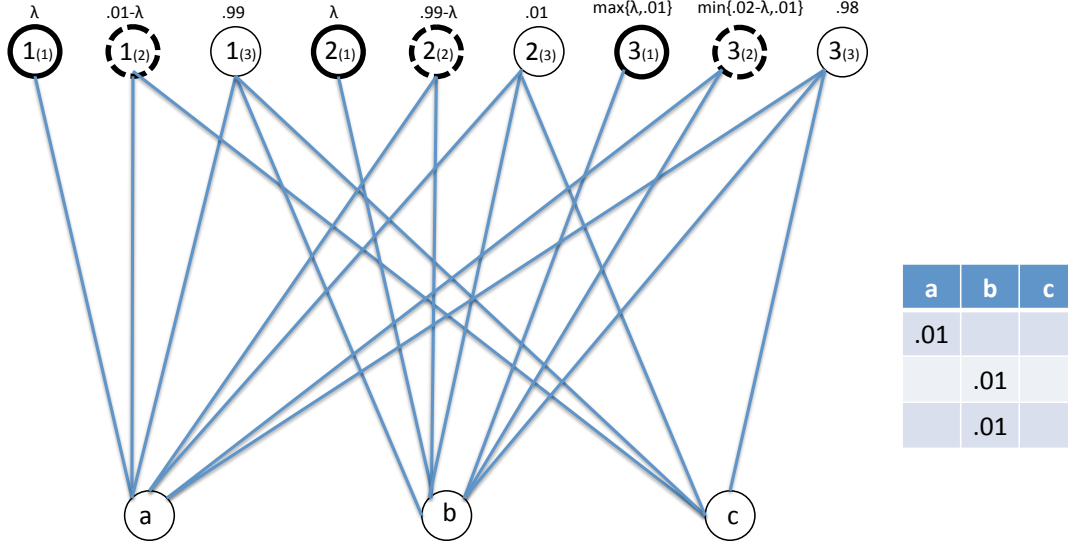 λ .01-λ .99 λ .99-λ .01 max{λ,.01} min{.02-λ,.01} .98
1(1) 1(2) 1(3) 2(1) 2(2) 2(3) 3(1) 3(2) 3(3)
a b c
.01
.01
.01
a b c